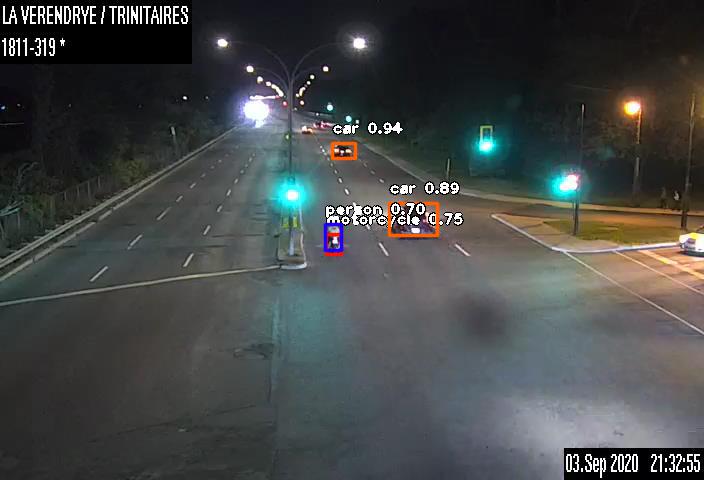 LA VERENDRYE / TRINITAIRES
1811-319 *
car 0.94
car 0.89
person 0.70
motorcycle 0.75
03.Sep 2020 21:32:55